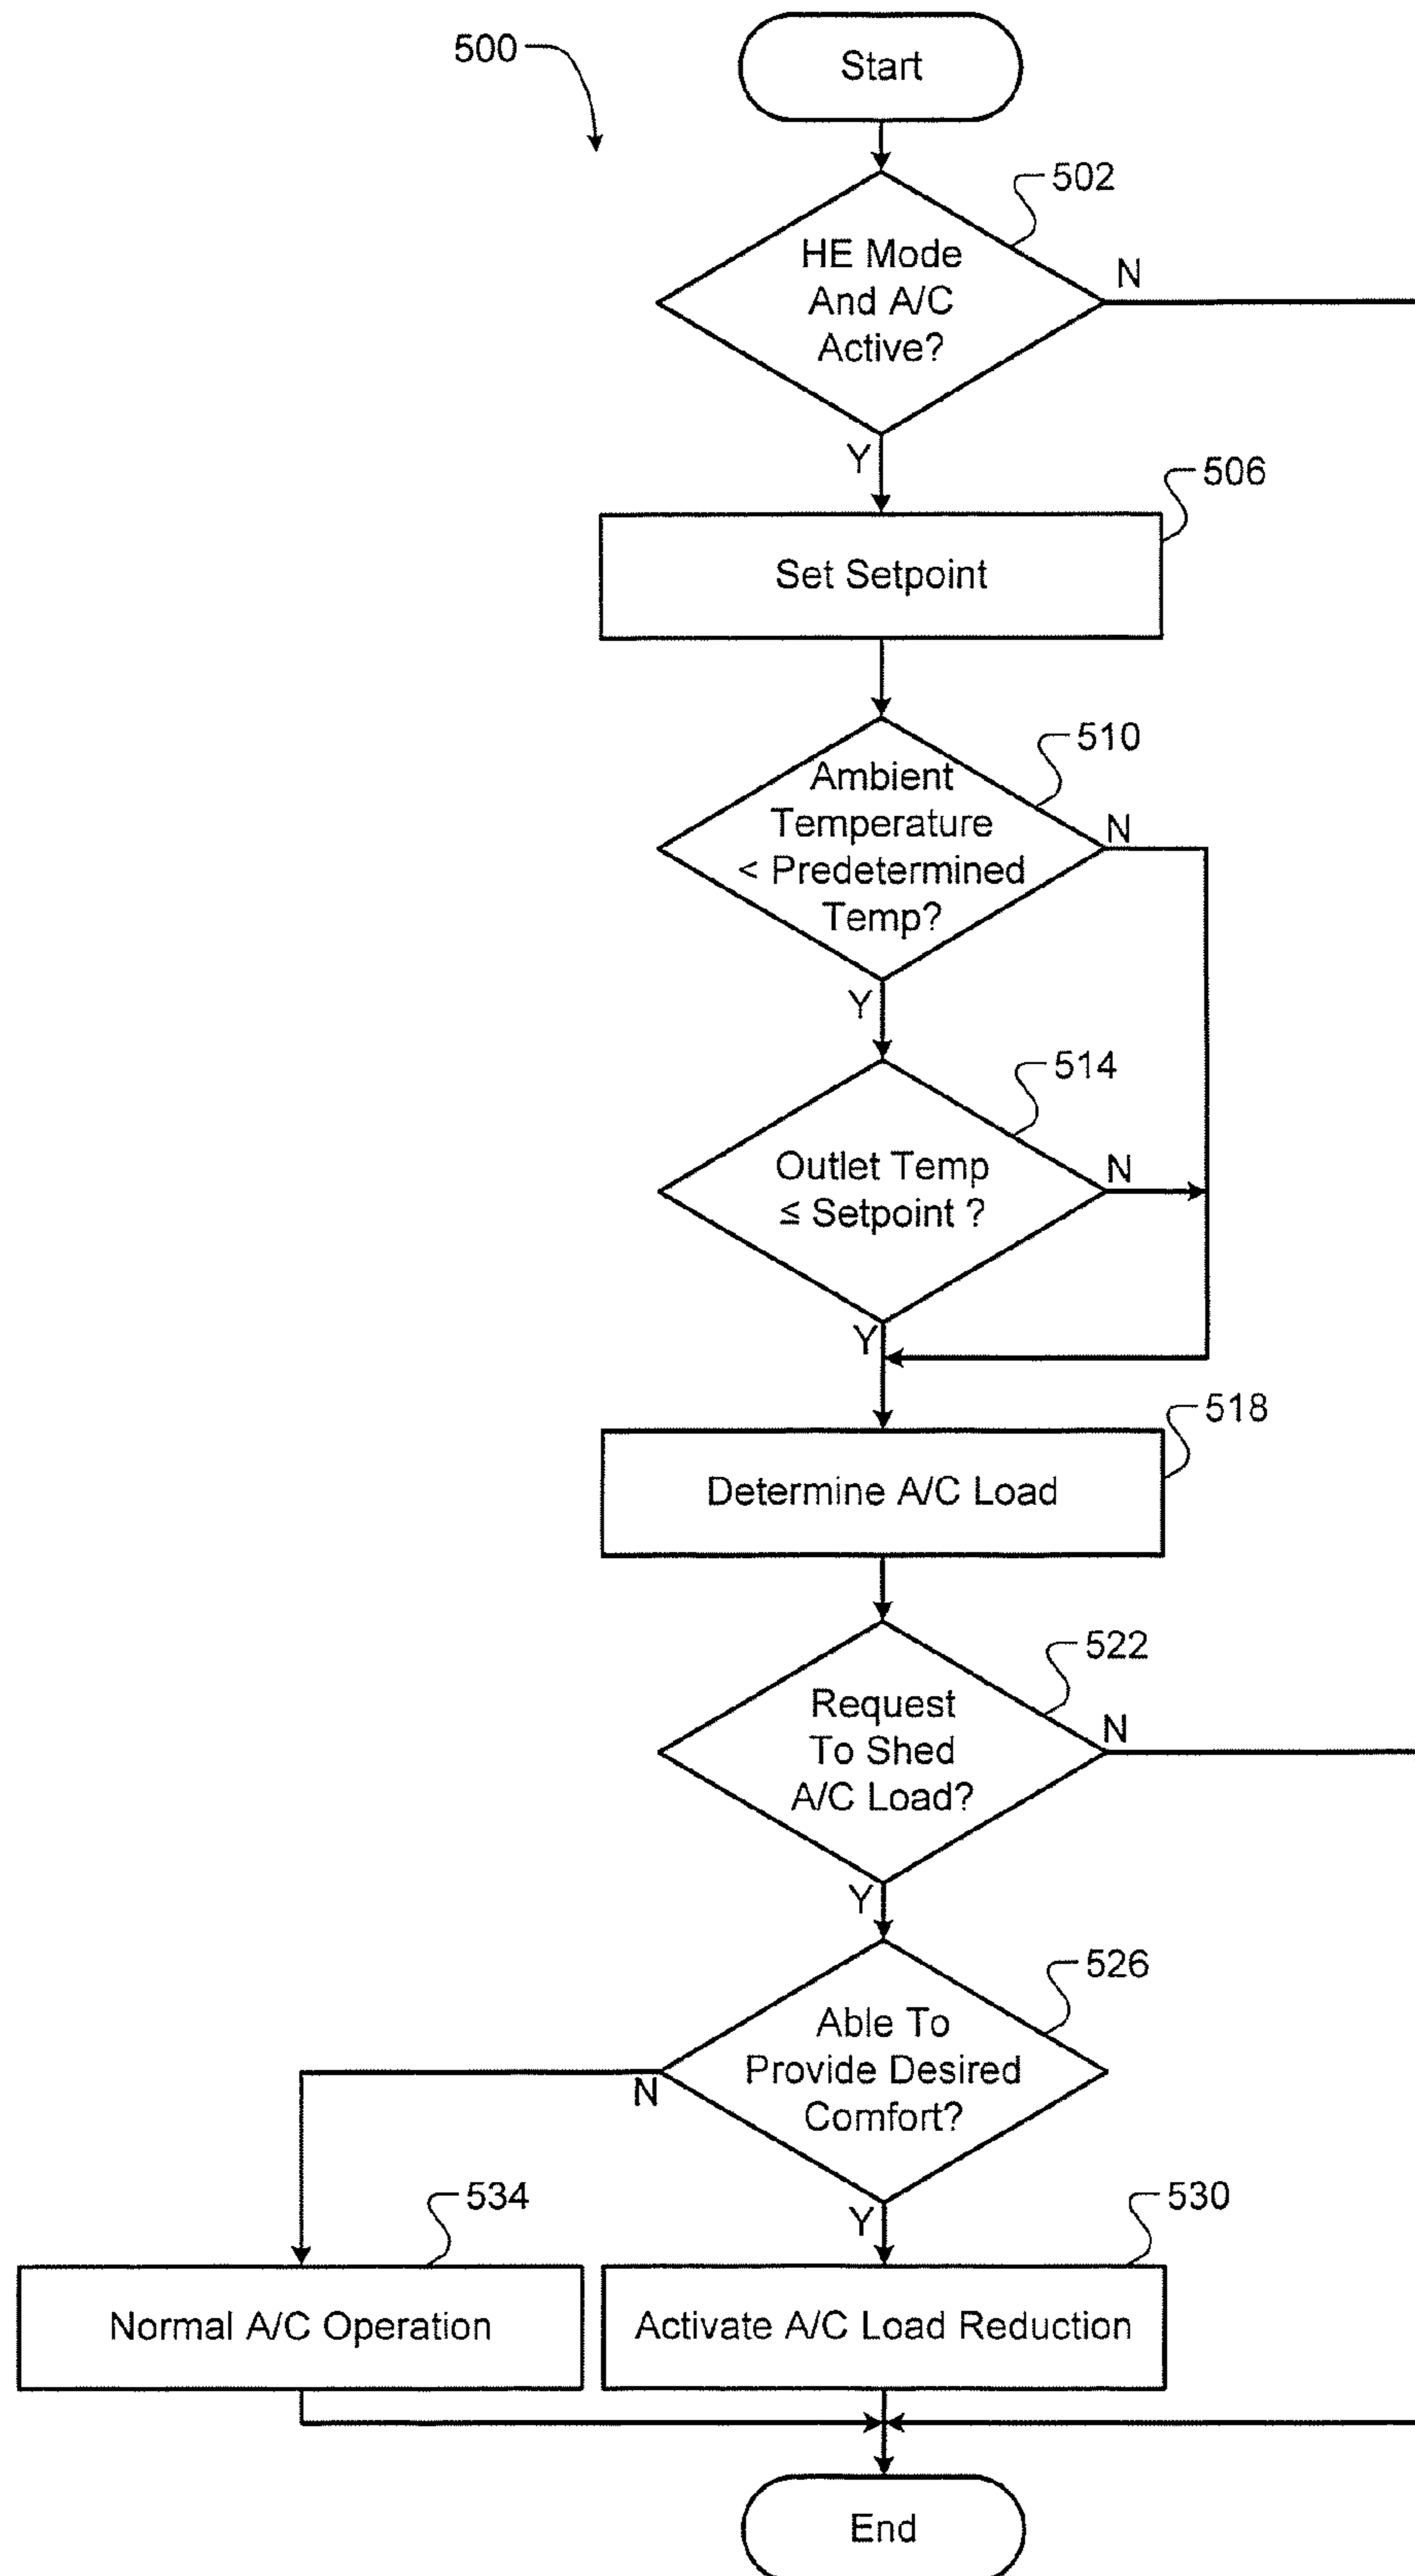 500
Start
502
HE Mode
And A/C
Active?
N
Y
506
Set Setpoint
510
Ambient
Temperature
< Predetermined
Temp?
N
Y
514
Outlet Temp
≤ Setpoint ?
N
Y
518
Determine A/C Load
522
Request
To Shed
A/C Load?
N
Y
526
Able To
Provide Desired
Comfort?
N
Y
534
530
Normal A/C Operation
Activate A/C Load Reduction
End